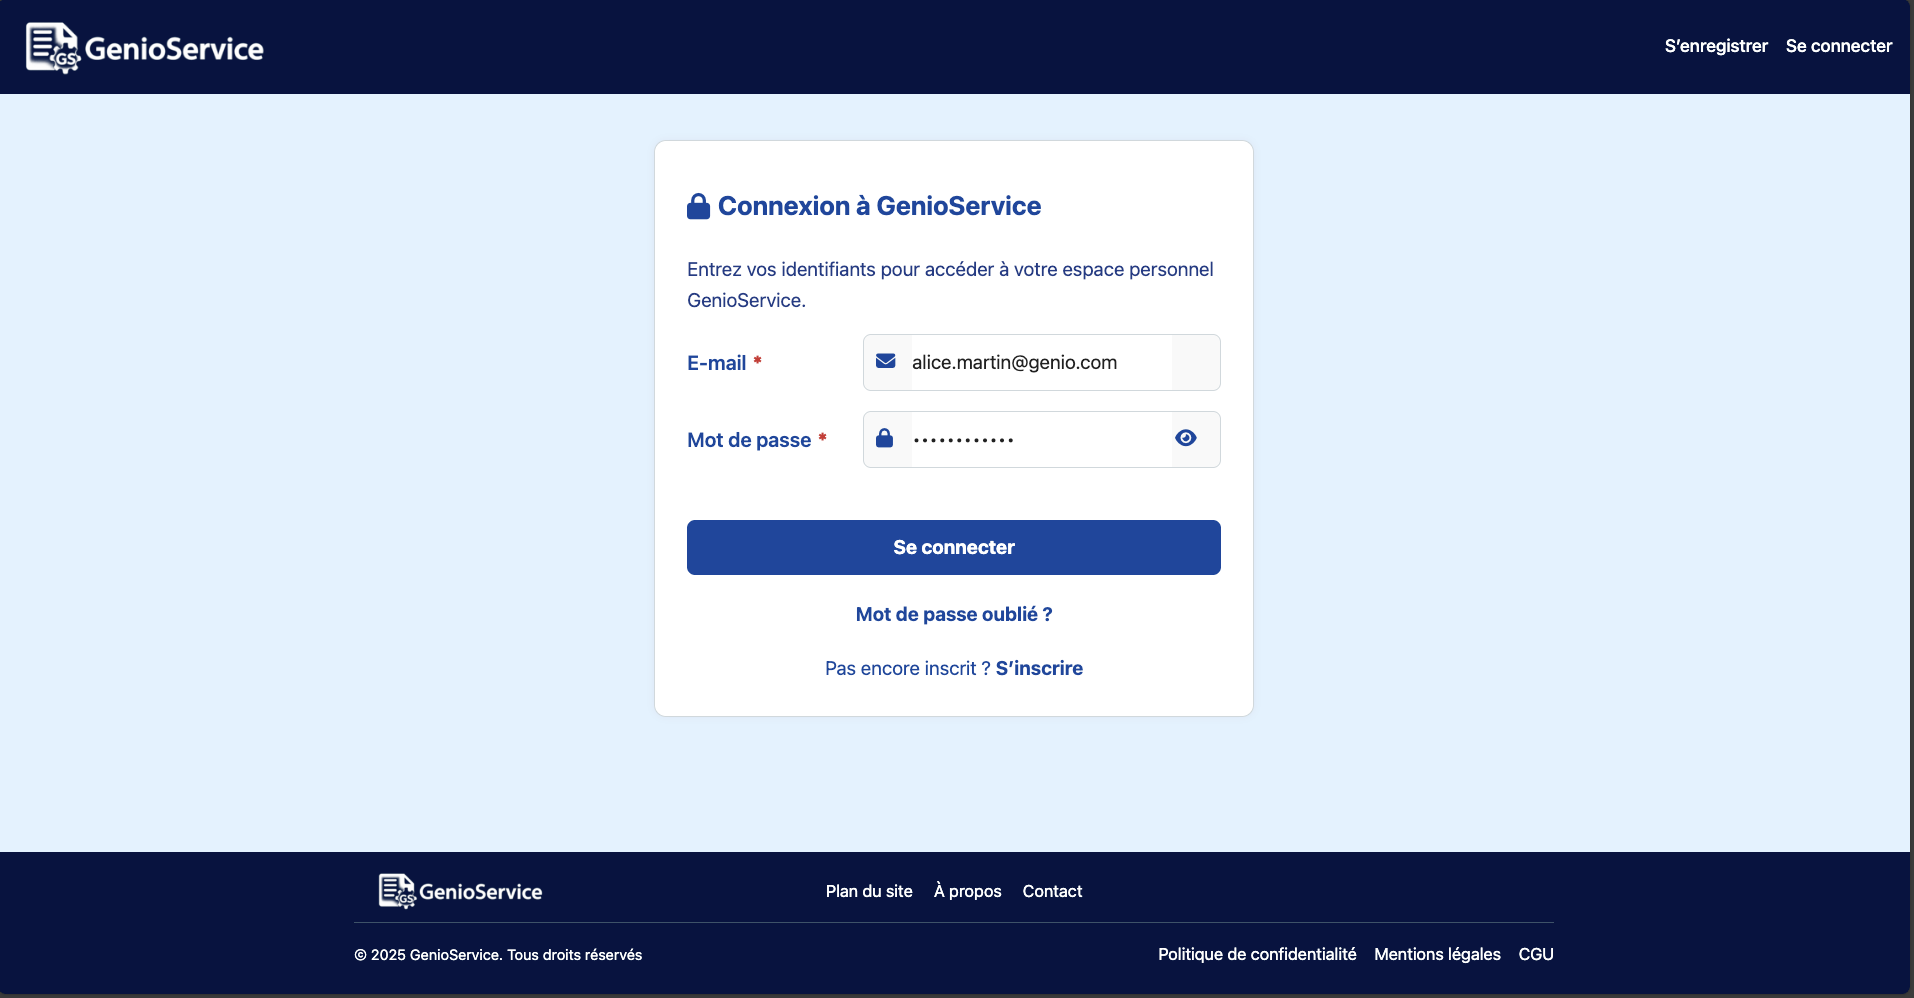 GS GenioService
S'enregistrer Se connecter
Connexion à GenioService
Entrez vos identifiants pour accéder à votre espace personnel
GenioService.
E-mail *
alice.martin@genio.com
Mot de passe *
••••••••••••
Se connecter
Mot de passe oublié ?
Pas encore inscrit ? S’inscrire
GS GenioService
Plan du site À propos Contact
© 2025 GenioService. Tous droits réservés
Politique de confidentialité Mentions légales CGU